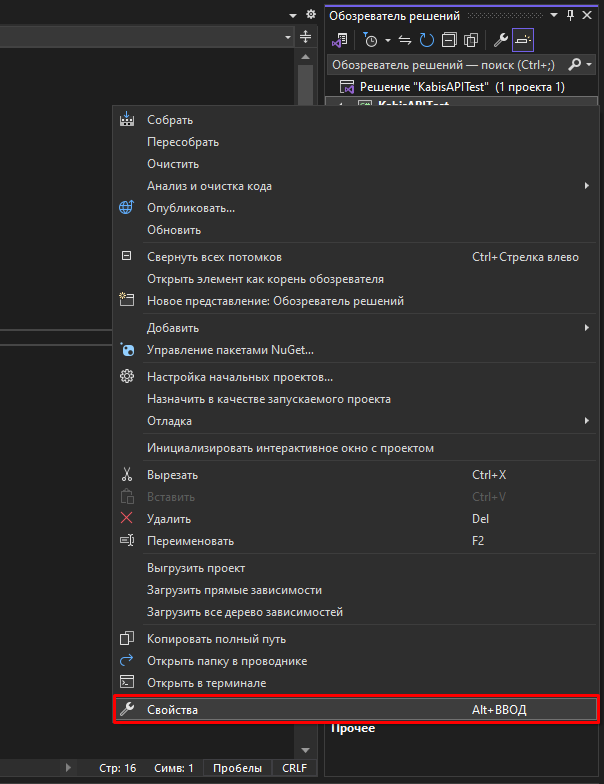 Обозреватель решений
Обозреватель решений — поиск (Ctrl+;)
Решение "KabisAPITest" (1 проекта 1)
KabisAPITest
Собрать
Пересобрать
Очистить
Анализ и очистка кода
Опубликовать...
Обновить
Свернуть всех потомков Ctrl+Стрелка влево
Открыть элемент как корень обозревателя
Новое представление: Обозреватель решений
Добавить
Управление пакетами NuGet...
Настройка начальных проектов...
Назначить в качестве запускаемого проекта
Отладка
Инициализировать интерактивное окно с проектом
Вырезать Ctrl+X
Вставить Ctrl+V
Удалить Del
Переименовать F2
Выгрузить проект
Загрузить прямые зависимости
Загрузить все дерево зависимостей
Копировать полный путь
Открыть папку в проводнике
Открыть в терминале
Свойства Alt+ВВОД
Прочее
Стр: 16 Симв: 1 Пробелы CRLF